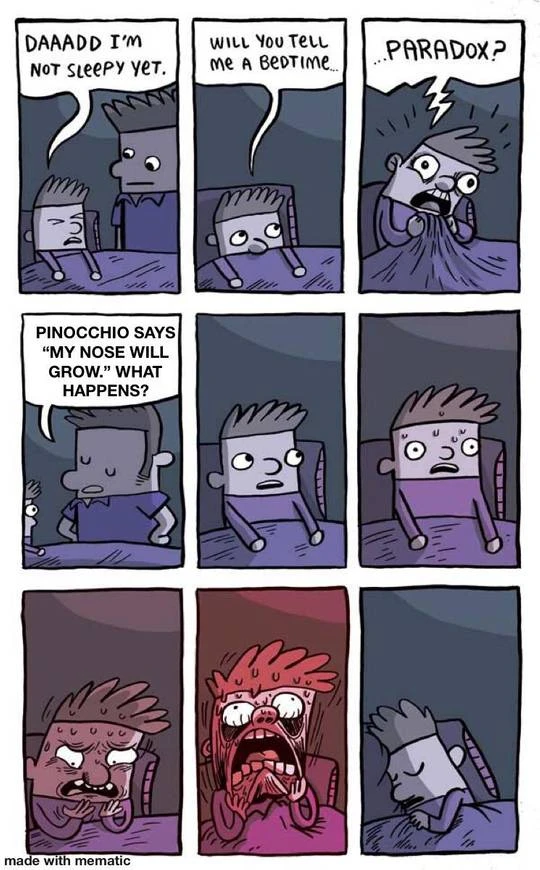 DAAADD I'M
NOT SLEEPY YET.
WILL YOU TELL
ME A BEDTIME...
...PARADOX?
PINOCCHIO SAYS
“MY NOSE WILL
GROW.” WHAT
HAPPENS?
made with mematic